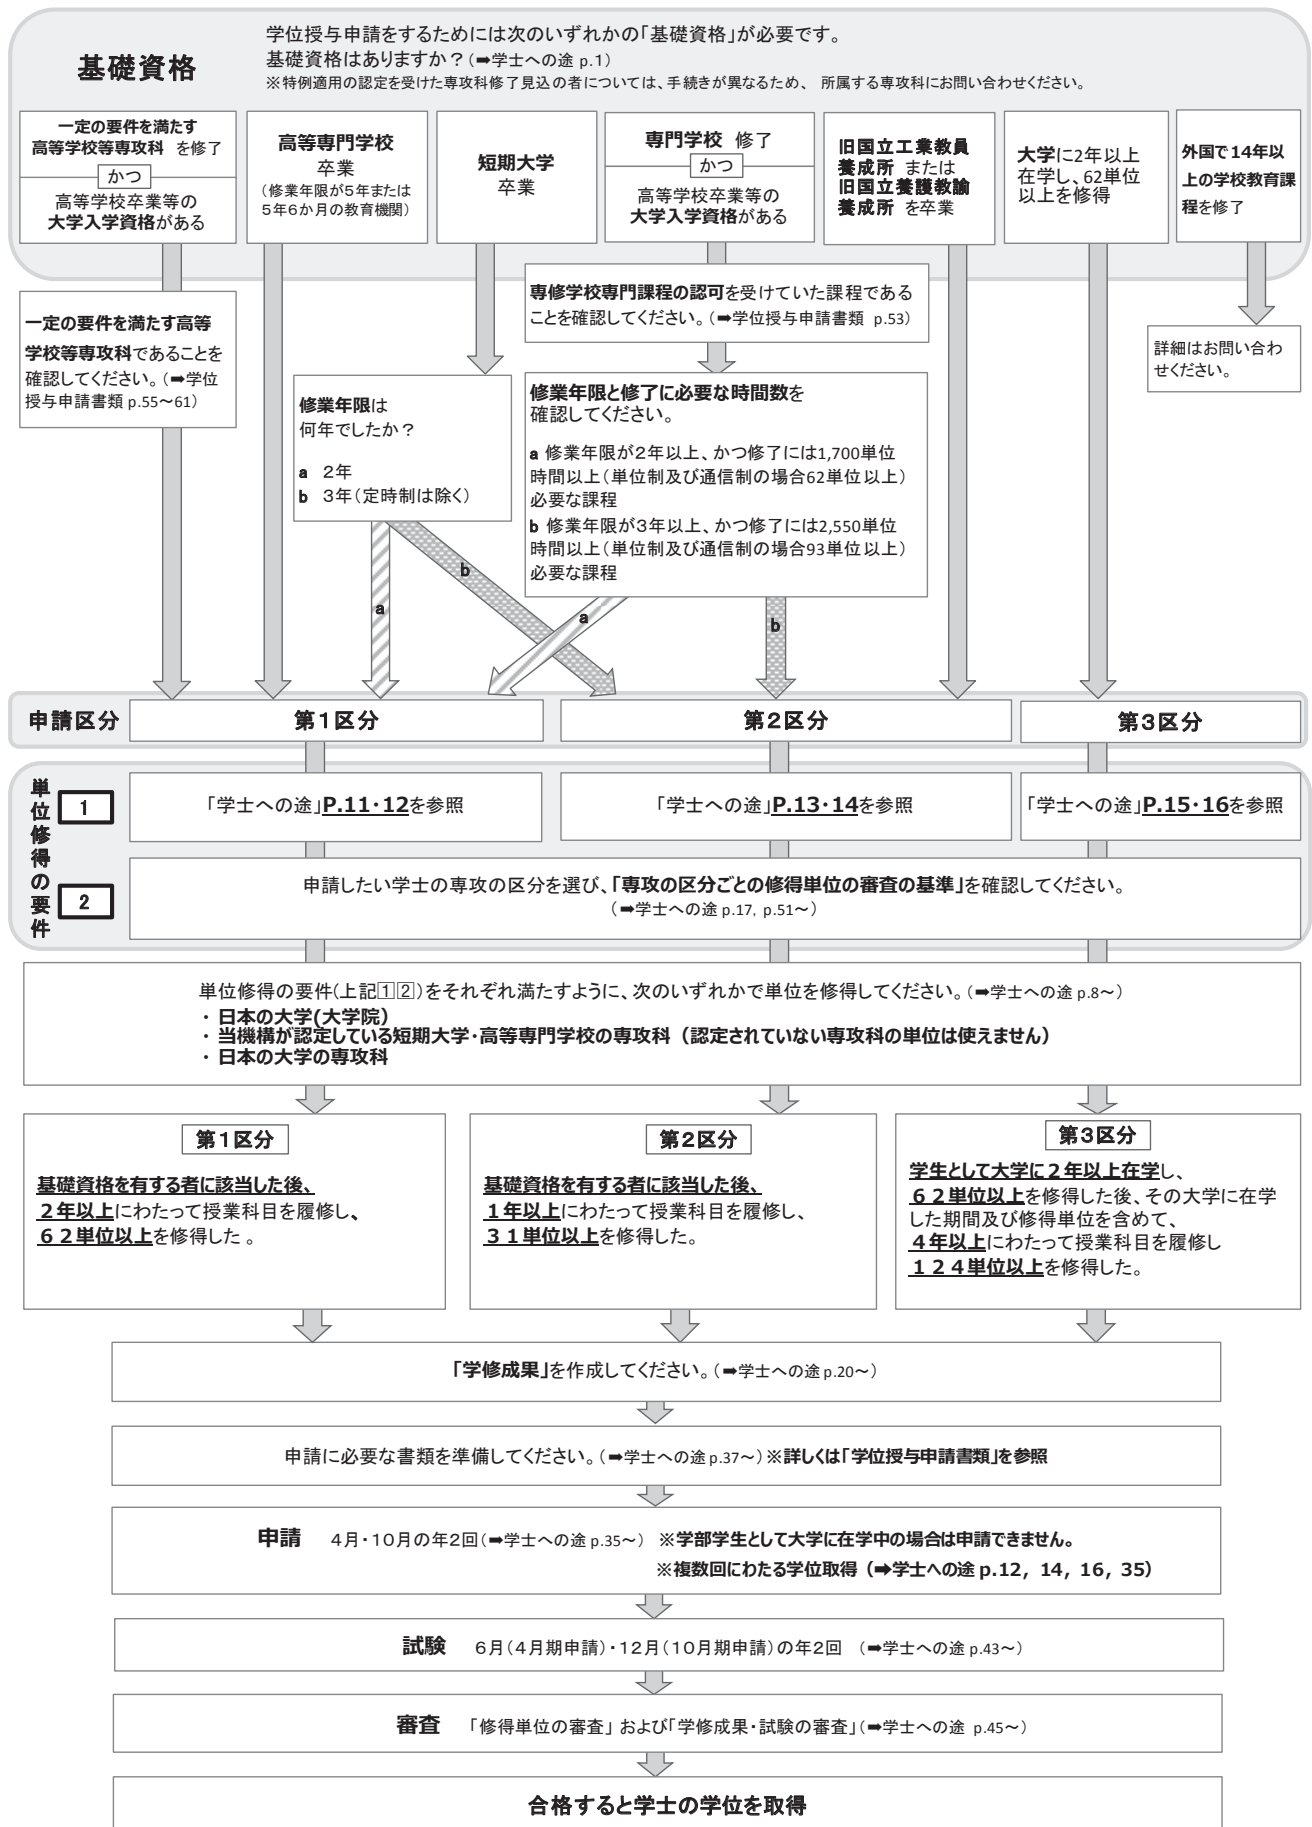 学位授与申請をするためには次のいずれかの「基礎資格」が必要です。
基礎資格
基礎資格はありますか？（➡学士への途 p.1）
※特例適用の認定を受けた専攻科修了見込の者については、手続きが異なるため、 所属する専攻科にお問い合わせください。
一定の要件を満たす
高等学校等専攻科 を修了
かつ
高等学校卒業等の
大学入学資格がある
高等専門学校
卒業
（修業年限が５年または
５年６か月の教育機関）
短期大学
卒業
専門学校 修了
かつ
高等学校卒業等の
大学入学資格がある
旧国立工業教員
養成所 または
旧国立養護教諭
養成所 を卒業
大学に2年以上
在学し、62単位
以上を修得
外国で14年以
上の学校教育課
程を修了
一定の要件を満たす高等
学校等専攻科であることを
確認してください。（➡学位
授与申請書類 p.55～61）
専修学校専門課程の認可を受けていた課程である
ことを確認してください。（➡学位授与申請書類 p.53）
詳細はお問い合わ
せください。
修業年限は
何年でしたか？
a ２年
b ３年（定時制は除く）
修業年限と修了に必要な時間数を
確認してください。
a 修業年限が２年以上、かつ修了には1,700単位
時間以上（単位制及び通信制の場合62単位以上）
必要な課程
b 修業年限が３年以上、かつ修了には2,550単位
時間以上（単位制及び通信制の場合93単位以上）
必要な課程
a
b
a
b
申請区分
第１区分
第２区分
第３区分
単位修得の要件
1
「学士への途」P.11・12を参照
「学士への途」P.13・14を参照
「学士への途」P.15・16を参照
2
申請したい学士の専攻の区分を選び、「専攻の区分ごとの修得単位の審査の基準」を確認してください。
（➡学士への途 p.17, p.51～）
単位修得の要件(上記1 2)をそれぞれ満たすように、次のいずれかで単位を修得してください。（➡学士への途 p.8～）
・ 日本の大学(大学院)
・ 当機構が認定している短期大学・高等専門学校の専攻科（認定されていない専攻科の単位は使えません）
・ 日本の大学の専攻科
第１区分
基礎資格を有する者に該当した後、
２年以上にわたって授業科目を履修し、
６２単位以上を修得した 。
第２区分
基礎資格を有する者に該当した後、
１年以上にわたって授業科目を履修し、
３１単位以上を修得した。
第３区分
学生として大学に２年以上在学し、
６２単位以上を修得した後、その大学に在学
した期間及び修得単位を含めて、
４年以上にわたって授業科目を履修し
１２４単位以上を修得した。
「学修成果」を作成してください。（➡学士への途 p.20～）
申請に必要な書類を準備してください。（➡学士への途 p.37～）※詳しくは「学位授与申請書類」を参照
申請 4月・10月の年2回（➡学士への途 p.35～） ※学部学生として大学に在学中の場合は申請できません。
※複数回にわたる学位取得（➡学士への途 p.12, 14, 16, 35）
試験 6月（4月期申請）・12月（10月期申請）の年2回 （➡学士への途 p.43～）
審査 「修得単位の審査」 および「学修成果・試験の審査」（➡学士への途 p.45～）
合格すると学士の学位を取得